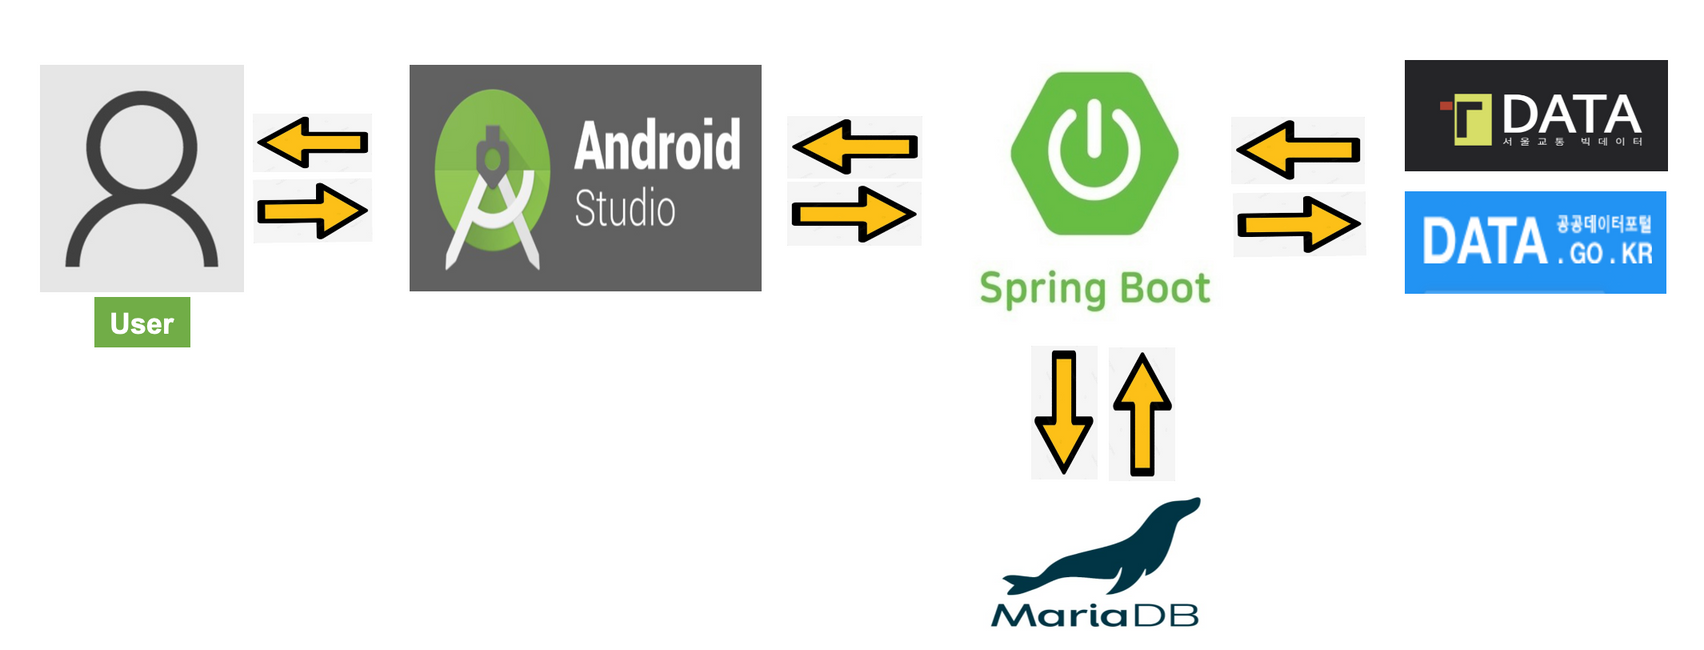 User
Android
Studio
Spring Boot
MariaDB
DATA
서울교통 빅데이터
DATA 공공데이터포털
.GO.KR